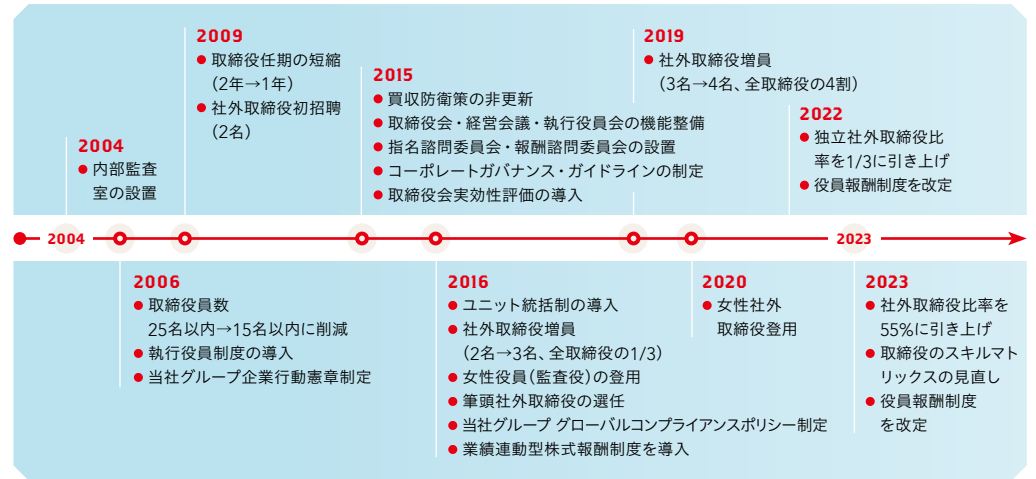 2004
● 内部監査
室の設置
2009
● 取締役任期の短縮
(2年→1年)
● 社外取締役初招聘
(2名)
2015
● 買収防衛策の非更新
● 取締役会・経営会議・執行役員会の機能整備
● 指名諮問委員会・報酬諮問委員会の設置
● コーポレートガバナンス・ガイドラインの制定
● 取締役会実効性評価の導入
2019
● 社外取締役増員
(3名→4名、全取締役の4割)
2022
● 独立社外取締役比
率を1/3に引き上げ
● 役員報酬制度を改定
2004
2023
2006
● 取締役員数
25名以内→15名以内に削減
● 執行役員制度の導入
● 当社グループ企業行動憲章制定
2016
● ユニット統括制の導入
● 社外取締役増員
(2名→3名、全取締役の1/3)
● 女性役員(監査役)の登用
● 筆頭社外取締役の選任
● 当社グループ グローバルコンプライアンスポリシー制定
● 業績連動型株式報酬制度を導入
2020
● 女性社外
取締役登用
2023
● 社外取締役比率を
55%に引き上げ
● 取締役のスキルマト
リックスの見直し
● 役員報酬制度
を改定